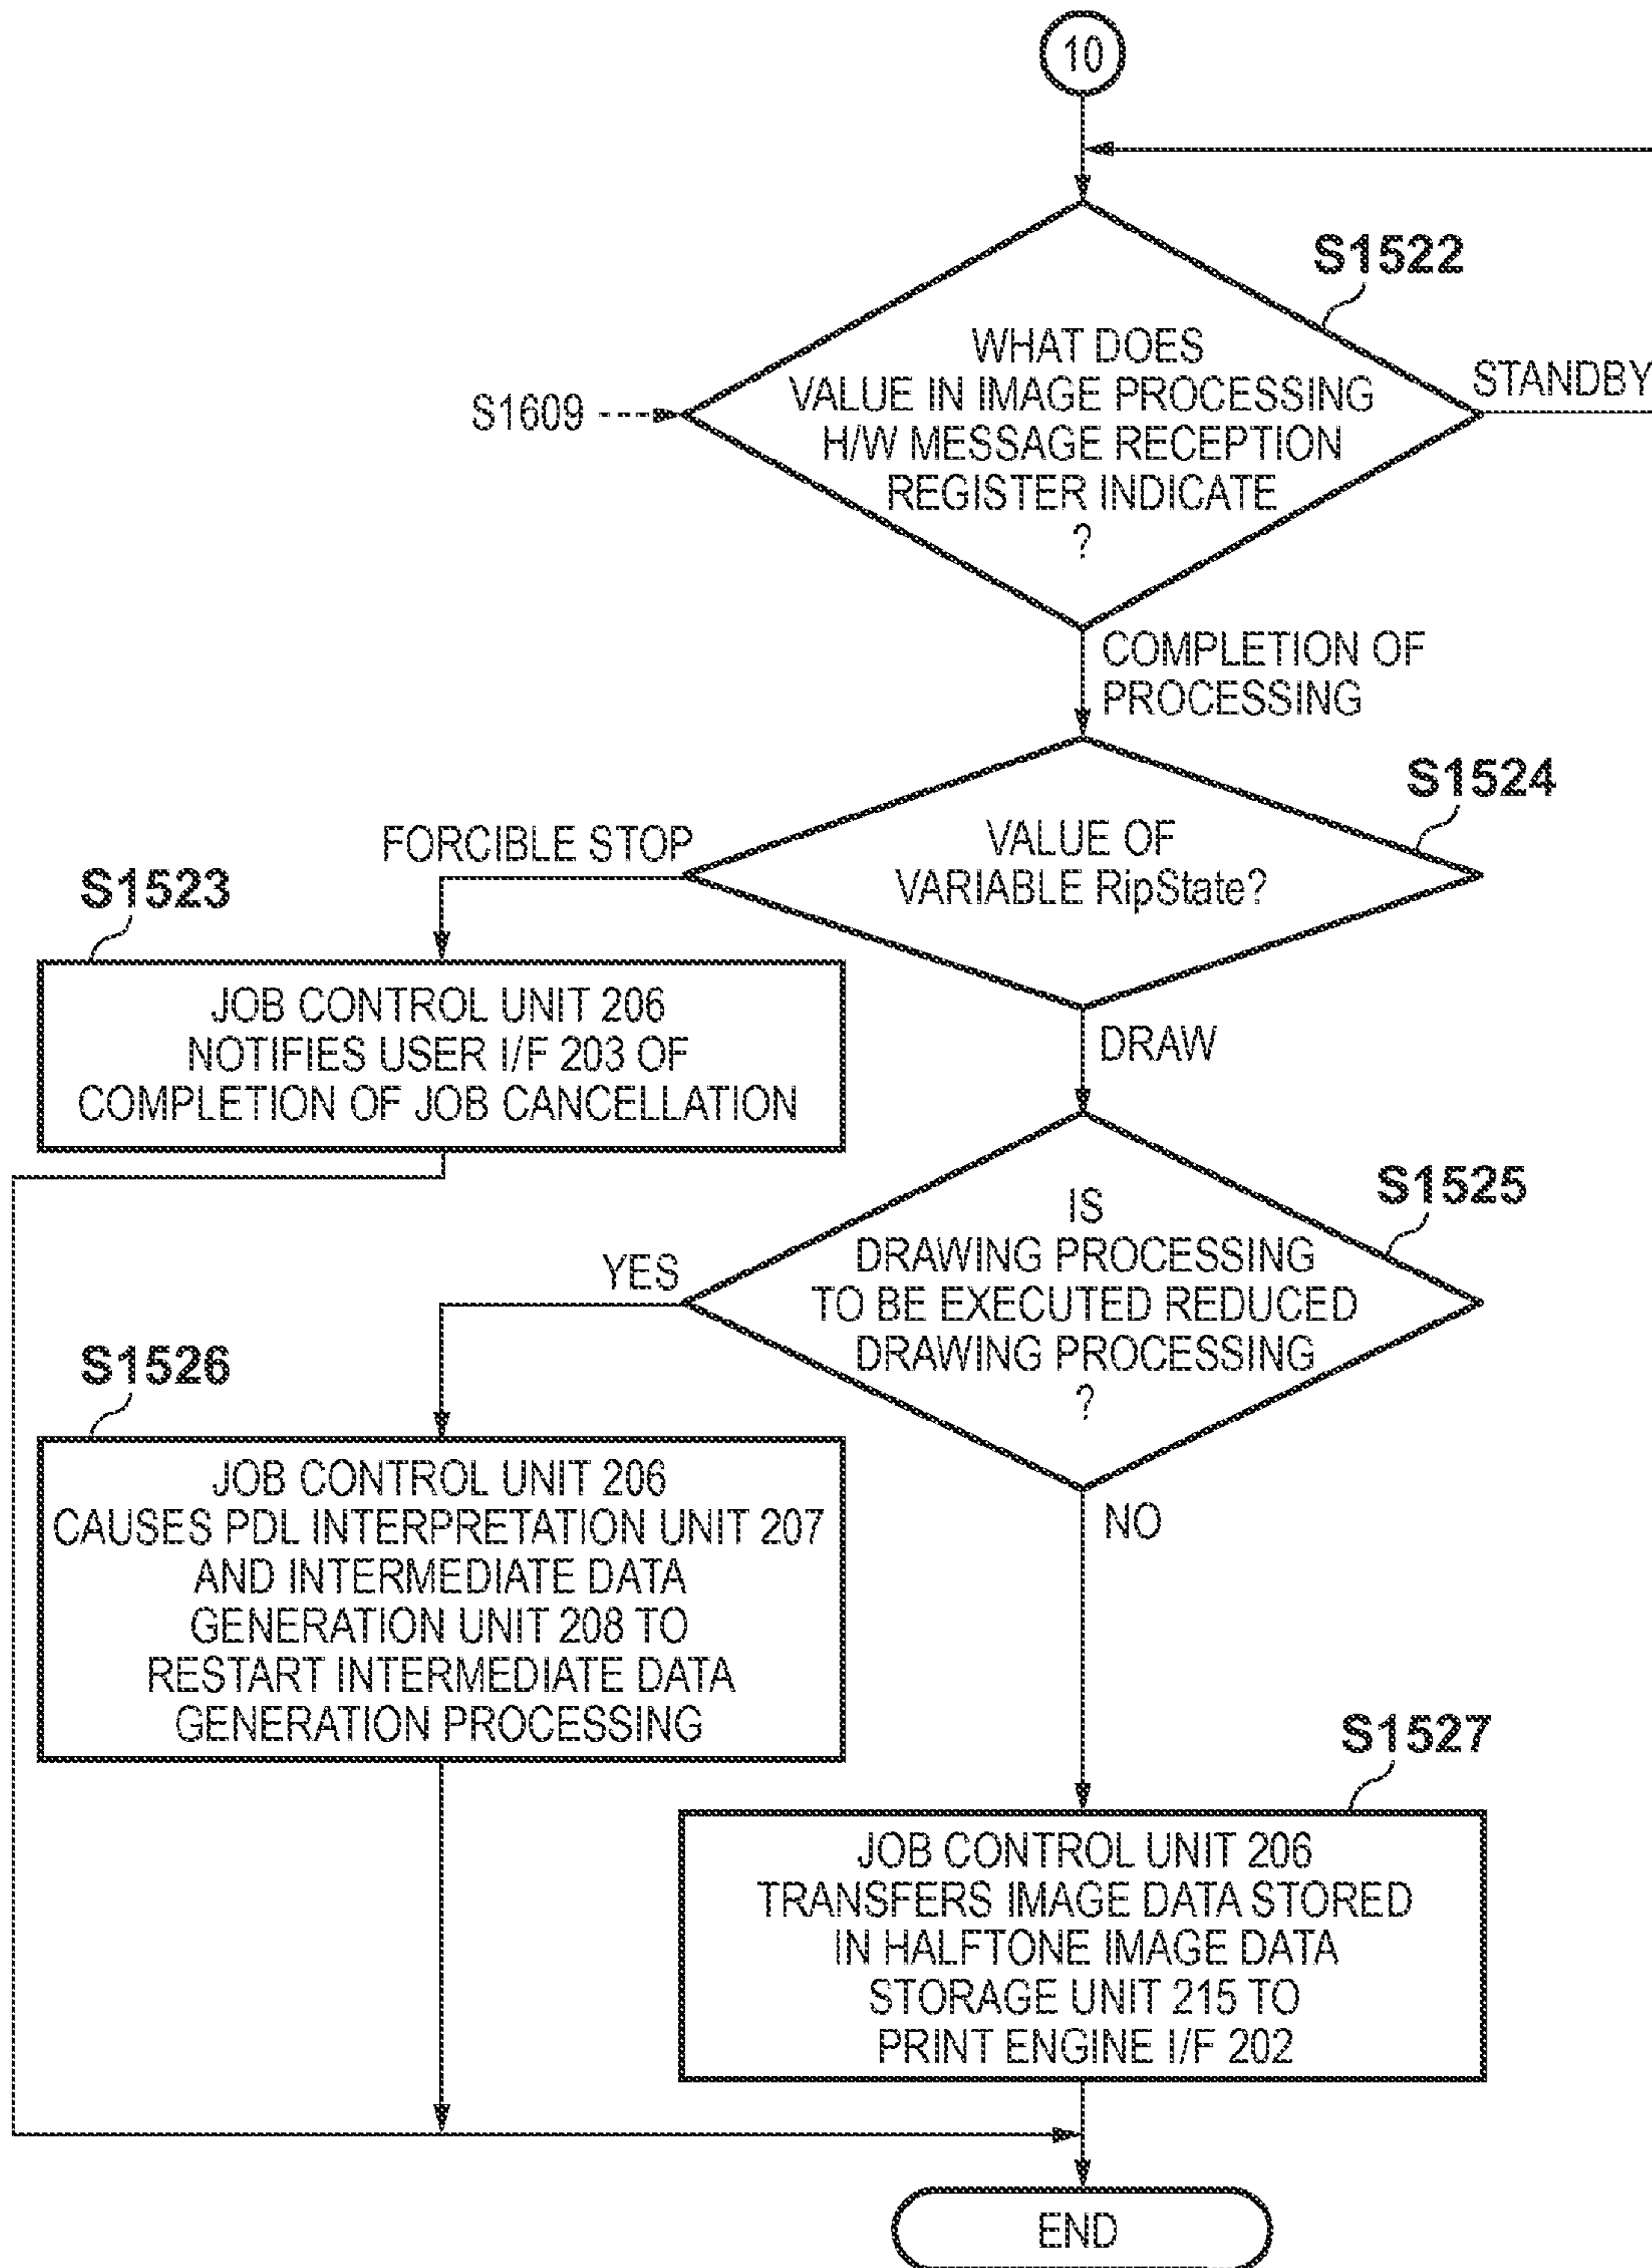 10
S1522
WHAT DOES
VALUE IN IMAGE PROCESSING
H/W MESSAGE RECEPTION
REGISTER INDICATE
?
STANDBY
S1609
COMPLETION OF
PROCESSING
S1524
VALUE OF
VARIABLE RipState?
FORCIBLE STOP
S1523
JOB CONTROL UNIT 206
NOTIFIES USER I/F 203 OF
COMPLETION OF JOB CANCELLATION
DRAW
S1525
IS
DRAWING PROCESSING
TO BE EXECUTED REDUCED
DRAWING PROCESSING
?
YES
S1526
JOB CONTROL UNIT 206
CAUSES PDL INTERPRETATION UNIT 207
AND INTERMEDIATE DATA
GENERATION UNIT 208 TO
RESTART INTERMEDIATE DATA
GENERATION PROCESSING
NO
S1527
JOB CONTROL UNIT 206
TRANSFERS IMAGE DATA STORED
IN HALFTONE IMAGE DATA
STORAGE UNIT 215 TO
PRINT ENGINE I/F 202
END